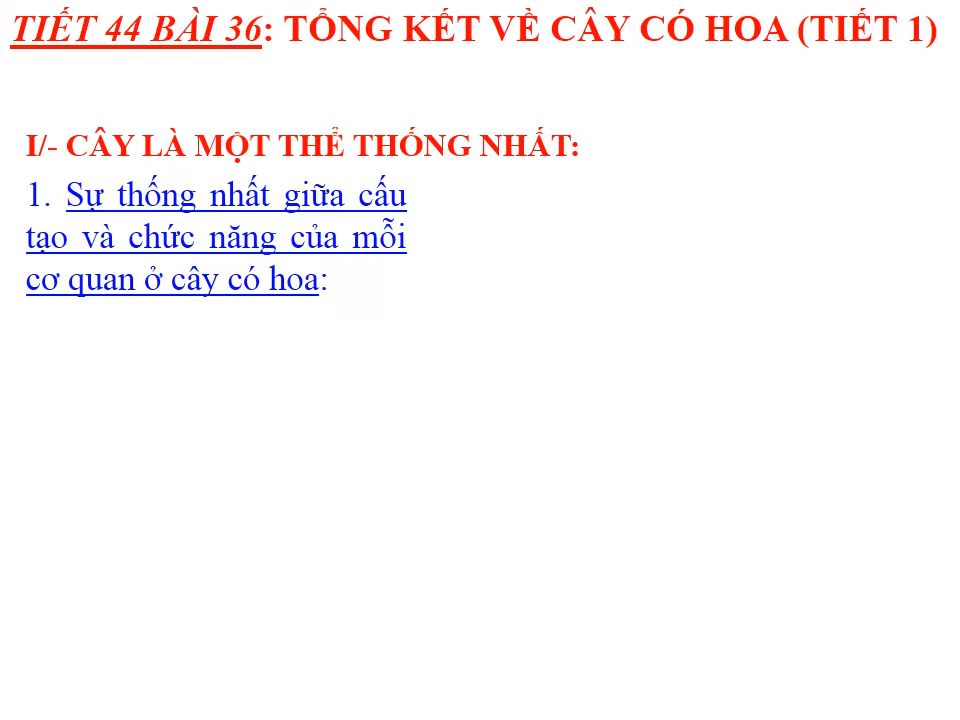 TIẾT 44 BÀI 36: TỔNG KẾT VỀ CÂY CÓ HOA (TIẾT 1)
I/- CÂY LÀ MỘT THỂ THỐNG NHẤT:
1. Sự thống nhất giữa cấu
tạo và chức năng của mỗi
cơ quan ở cây có hoa: